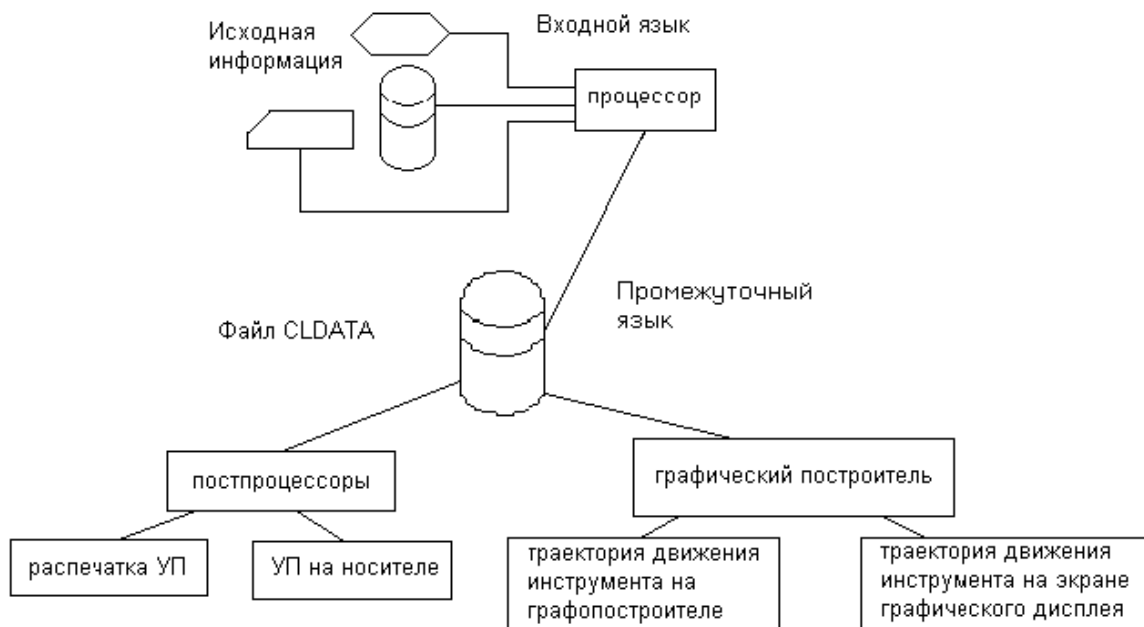 Исходная
информация
Входной язык
процессор
Промежуточный
язык
Файл CLDATA
постпроцессоры
графический построитель
распечатка УП
УП на носителе
траектория движения
инструмента на
графопостроителе
траектория движения
инструмента на экране
графического дисплея